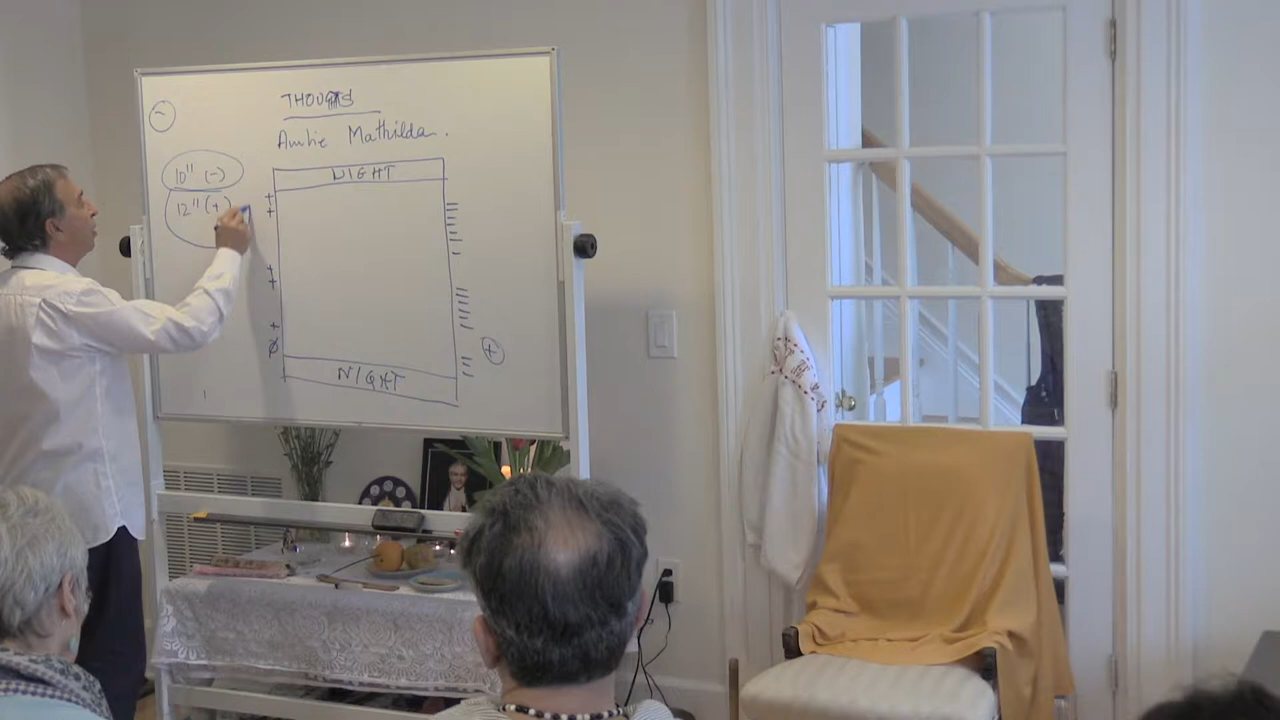 THOUGHTS
Auntie Mathilda.
10" (-)
12" (+)
NIGHT
NIGHT